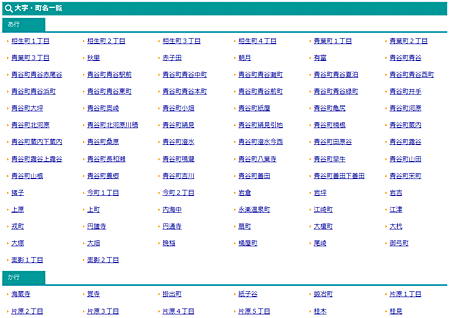 大字・町名一覧
あ行
相生町1丁目 相生町2丁目 相生町3丁目 相生町4丁目 青葉町1丁目 青葉町2丁目
青葉町3丁目 秋里 赤子田 朝月 有富 青谷町青谷
青谷町青谷赤尾谷 青谷町青谷駅前 青谷町青谷中町 青谷町青谷灘町 青谷町青谷夏泊 青谷町青谷西町
青谷町青谷浜町 青谷町青谷東町 青谷町青谷本町 青谷町青谷前町 青谷町青谷緑町 青谷町井手
青谷町大坪 青谷町奥崎 青谷町小畑 青谷町紙屋 青谷町亀尻 青谷町河原
青谷町北河原 青谷町北河原川積 青谷町絹見 青谷町絹見引地 青谷町楠根 青谷町蔵内
青谷町蔵内下蔵内 青谷町桑原 青谷町澄水 青谷町澄水今西 青谷町田原谷 青谷町露谷
青谷町露谷上露谷 青谷町長和瀬 青谷町鳴瀧 青谷町八葉寺 青谷町早牛 青谷町山田
青谷町山根 青谷町養郷 青谷町吉川 青谷町善田 青谷町善田下善田 青谷町栄町
猪子 今町1丁目 今町2丁目 岩倉 岩坪 岩吉
上原 上町 内海中 永楽温泉町 江崎町 江津
戎町 円護寺 円通寺 扇町 大榎町 大杙
大塚 大畑 桶屋町 尾崎 御弓町
面影1丁目 面影2丁目
か行
海蔵寺 覚寺 掛出町 紙子谷 鍛冶町 片原1丁目
片原2丁目 片原3丁目 片原4丁目 片原5丁目 桂木 桂見